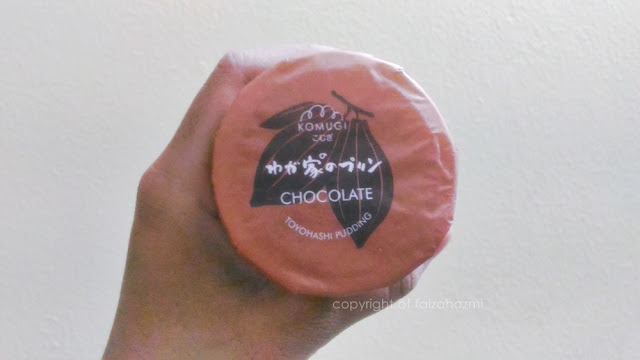 KOMUGI
こむぎ
わが家のプリン
CHOCOLATE
TOYOHASHI PUDDING
copyright of faizahazmi